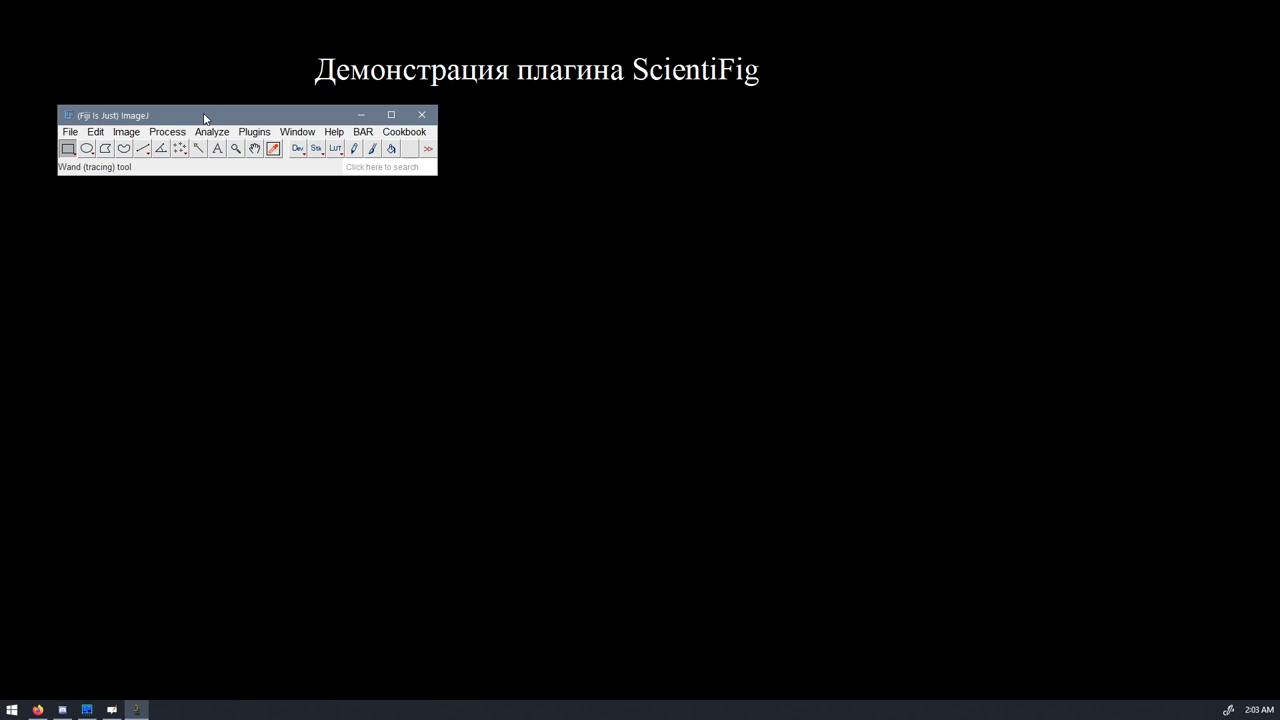 Демонстрация плагина ScientiFig
(Fiji Is Just) ImageJ
File Edit Image Process Analyze Plugins Window Help BAR Cookbook
Dev Stk LUT >>
Wand (tracing) tool Click here to search
2:03 AM